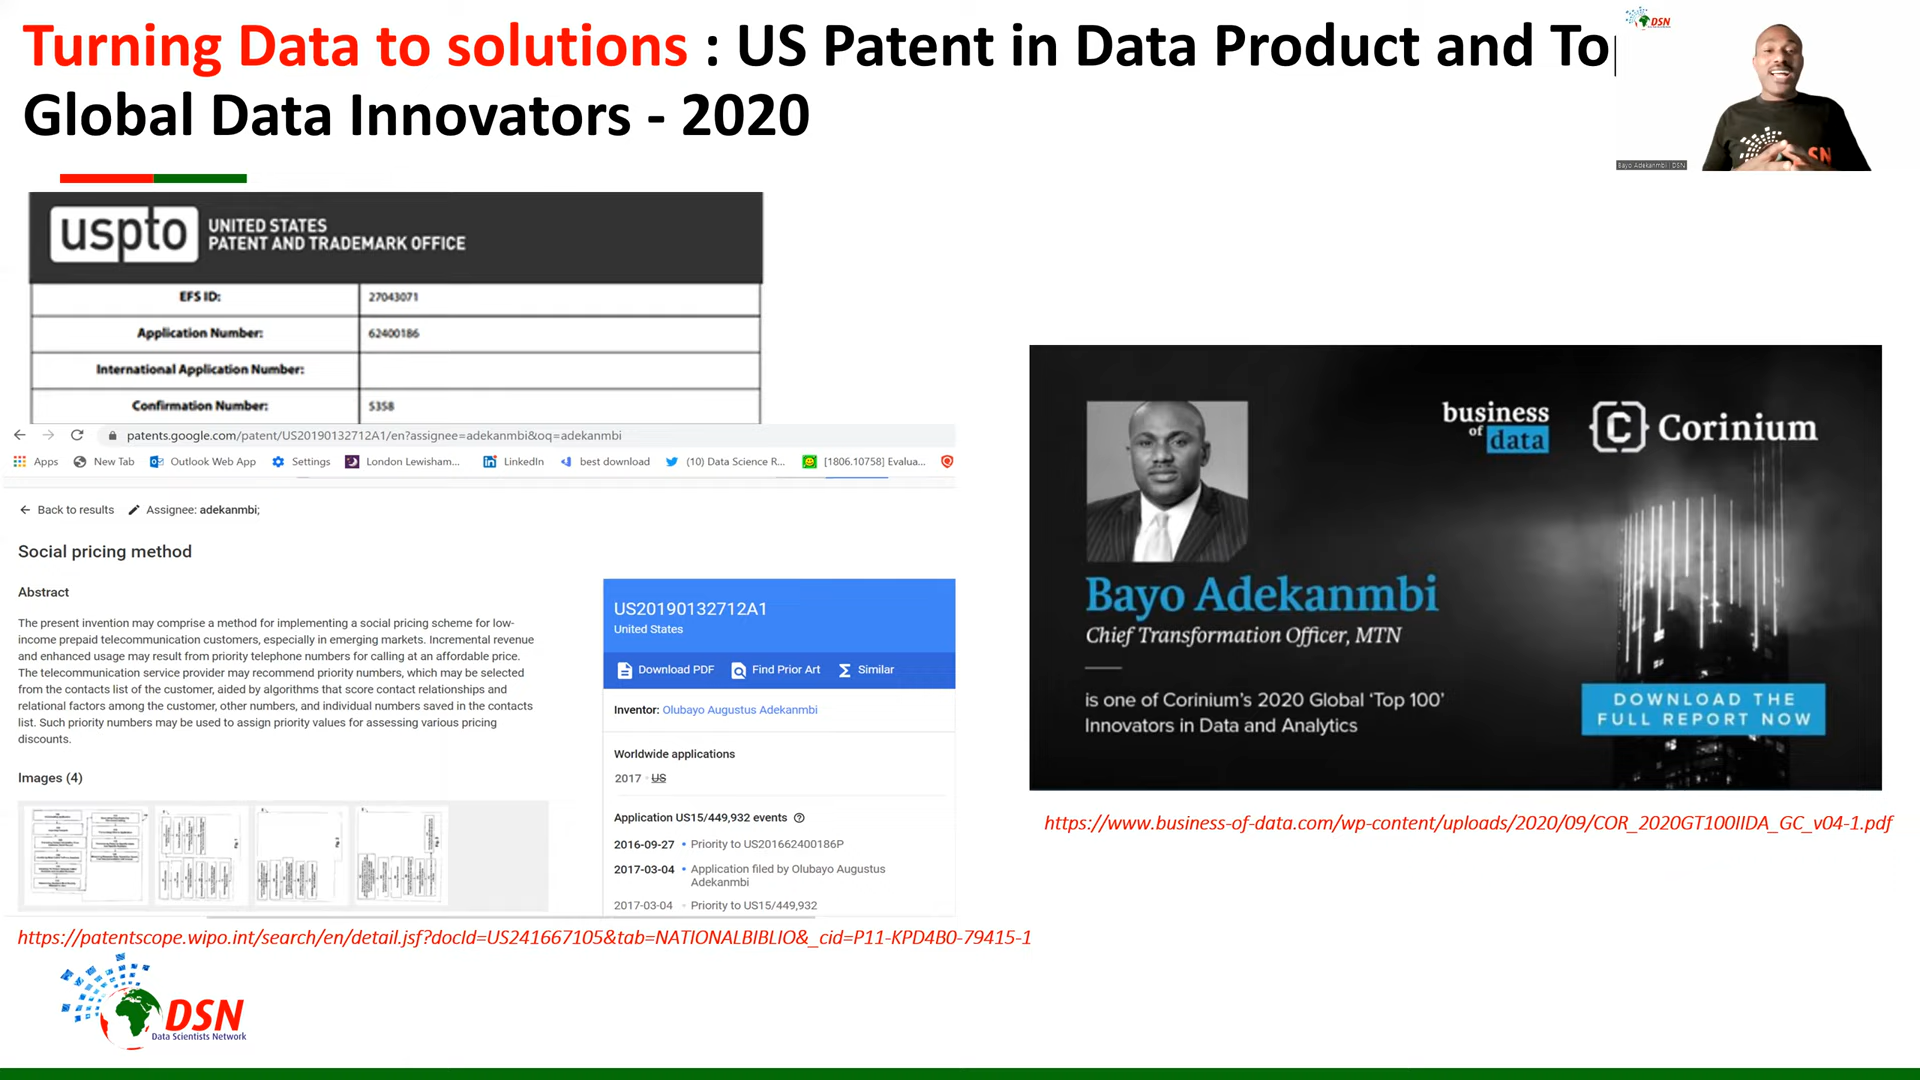 Turning Data to solutions : US Patent in Data Product and To
Global Data Innovators - 2020
DSN
Bayo Adekanmbi | DSN
uspto
UNITED STATES
PATENT AND TRADEMARK OFFICE
EFS ID: 27043071
Application Number: 62400186
International Application Number:
Confirmation Number: 5358
patents.google.com/patent/US20190132712A1/en?assignee=adekanmbi&oq=adekanmbi
Apps New Tab Outlook Web App Settings London Lewisham... LinkedIn best download (10) Data Science R... [1806.10758] Evalua...
Back to results Assignee: adekanmbi;
Social pricing method
Abstract
The present invention may comprise a method for implementing a social pricing scheme for low-
income prepaid telecommunication customers, especially in emerging markets. Incremental revenue
and enhanced usage may result from priority telephone numbers for calling at an affordable price.
The telecommunication service provider may recommend priority numbers, which may be selected
from the contacts list of the customer, aided by algorithms that score contact relationships and
relational factors among the customer, other numbers, and individual numbers saved in the contacts
list. Such priority numbers may be used to assign priority values for assessing various pricing
discounts.
Images (4)
US20190132712A1
United States
Download PDF Find Prior Art Similar
Inventor: Olubayo Augustus Adekanmbi
Worldwide applications
2017 US
Application US15/449,932 events
2016-09-27 Priority to US201662400186P
2017-03-04 Application filed by Olubayo Augustus
Adekanmbi
2017-03-04 Priority to US15/449,932
https://patentscope.wipo.int/search/en/detail.jsf?docId=US241667105&tab=NATIONALBIBLIO&_cid=P11-KPD4B0-79415-1
business
of data
Corinium
Bayo Adekanmbi
Chief Transformation Officer, MTN
is one of Corinium's 2020 Global 'Top 100'
Innovators in Data and Analytics
DOWNLOAD THE
FULL REPORT NOW
https://www.business-of-data.com/wp-content/uploads/2020/09/COR_2020GT100IIDA_GC_v04-1.pdf
DSN
Data Scientists Network